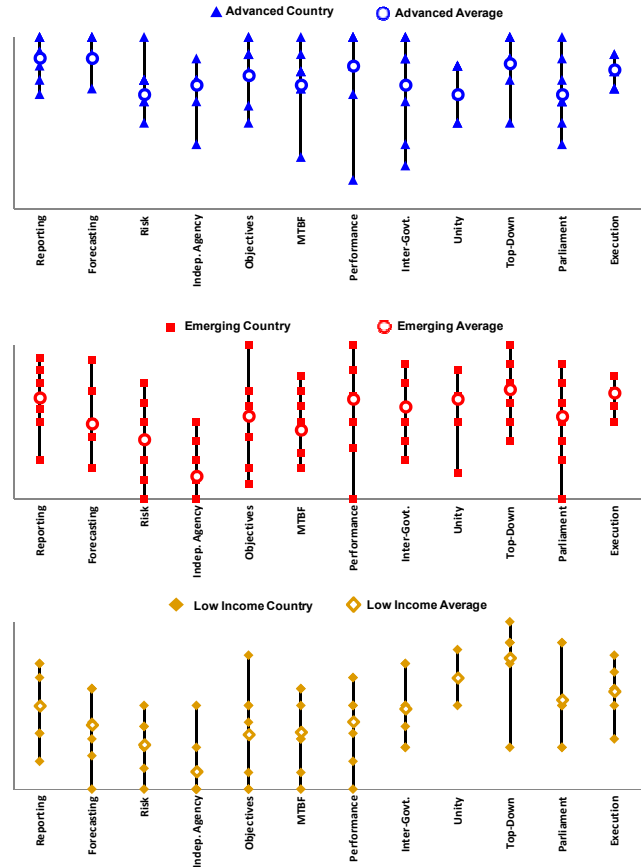 Advanced Country Advanced Average
Reporting
Forecasting
Risk
Indep. Agency
Objectives
MTBF
Performance
Inter-Govt.
Unity
Top-Down
Parliament
Execution
Emerging Country Emerging Average
Reporting
Forecasting
Risk
Indep. Agency
Objectives
MTBF
Performance
Inter-Govt.
Unity
Top-Down
Parliament
Execution
Low Income Country Low Income Average
Reporting
Forecasting
Risk
Indep. Agency
Objectives
MTBF
Performance
Inter-Govt.
Unity
Top-Down
Parliament
Execution